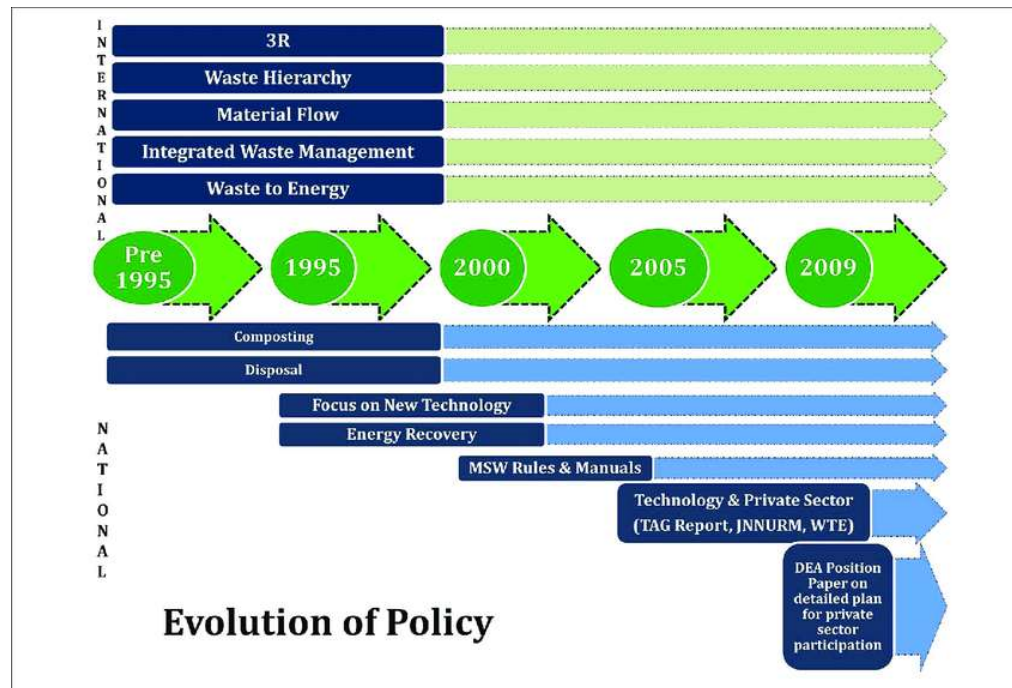 INTERNATIONAL
3R
Waste Hierarchy
Material Flow
Integrated Waste Management
Waste to Energy
Pre
1995
1995
2000
2005
2009
NATIONAL
Composting
Disposal
Focus on New Technology
Energy Recovery
MSW Rules & Manuals
Technology & Private Sector
(TAG Report, JNNURM, WTE)
DEA Position
Paper on
detailed plan
for private
sector
participation
Evolution of Policy